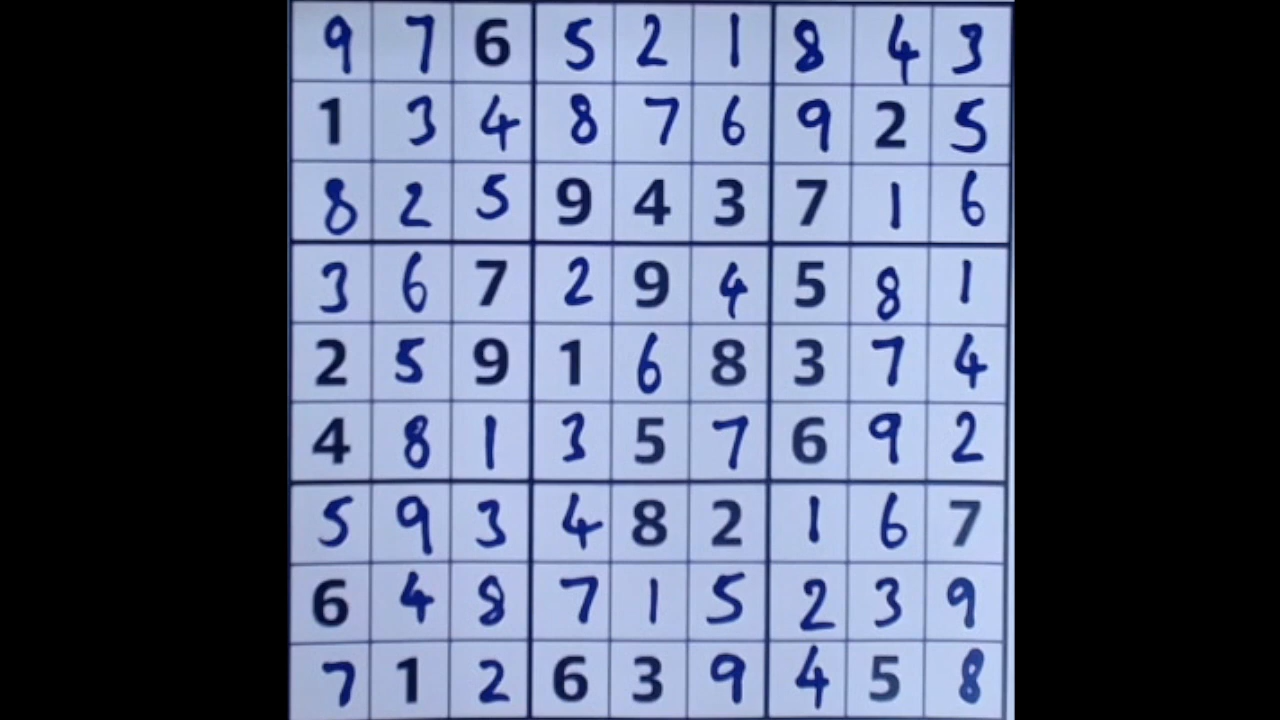 9 7 6 5 2 1 8 4 3
1 3 4 8 7 6 9 2 5
8 2 5 9 4 3 7 1 6
3 6 7 2 9 4 5 8 1
2 5 9 1 6 8 3 7 4
4 8 1 3 5 7 6 9 2
5 9 3 4 8 2 1 6 7
6 4 8 7 1 5 2 3 9
7 1 2 6 3 9 4 5 8